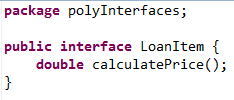 package polyInterfaces;
public interface LoanItem {
    double calculatePrice();
}